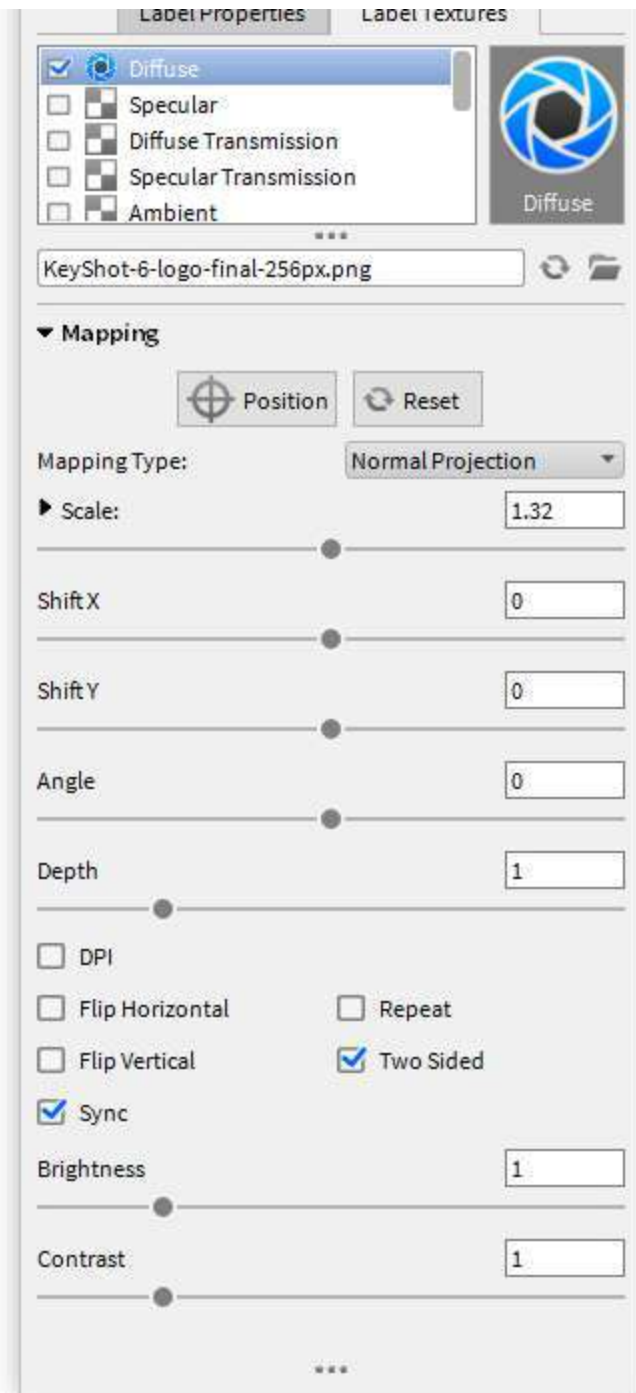 Label Properties Label Textures
Diffuse
Specular
Diffuse Transmission
Specular Transmission
Ambient
Diffuse
KeyShot-6-logo-final-256px.png
Mapping
Position Reset
Mapping Type: Normal Projection
Scale: 1.32
Shift X 0
Shift Y 0
Angle 0
Depth 1
DPI
Flip Horizontal Repeat
Flip Vertical Two Sided
Sync
Brightness 1
Contrast 1